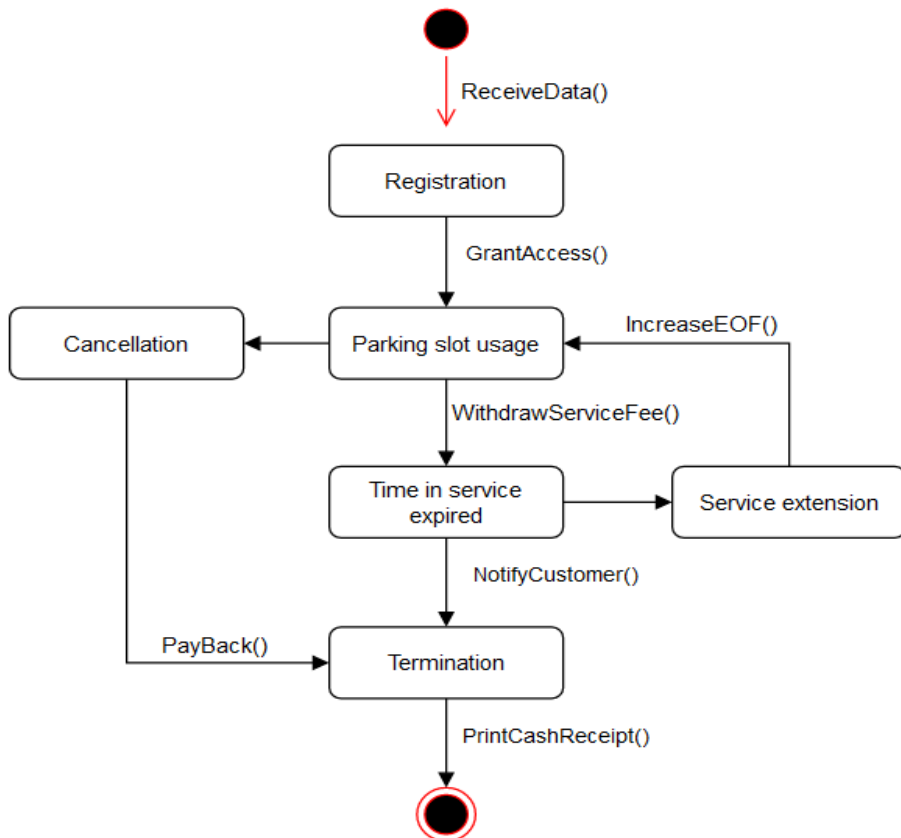 ReceiveData()
Registration
GrantAccess()
IncreaseEOF()
Cancellation
Parking slot usage
WithdrawServiceFee()
Time in service
expired
Service extension
NotifyCustomer()
PayBack()
Termination
PrintCashReceipt()